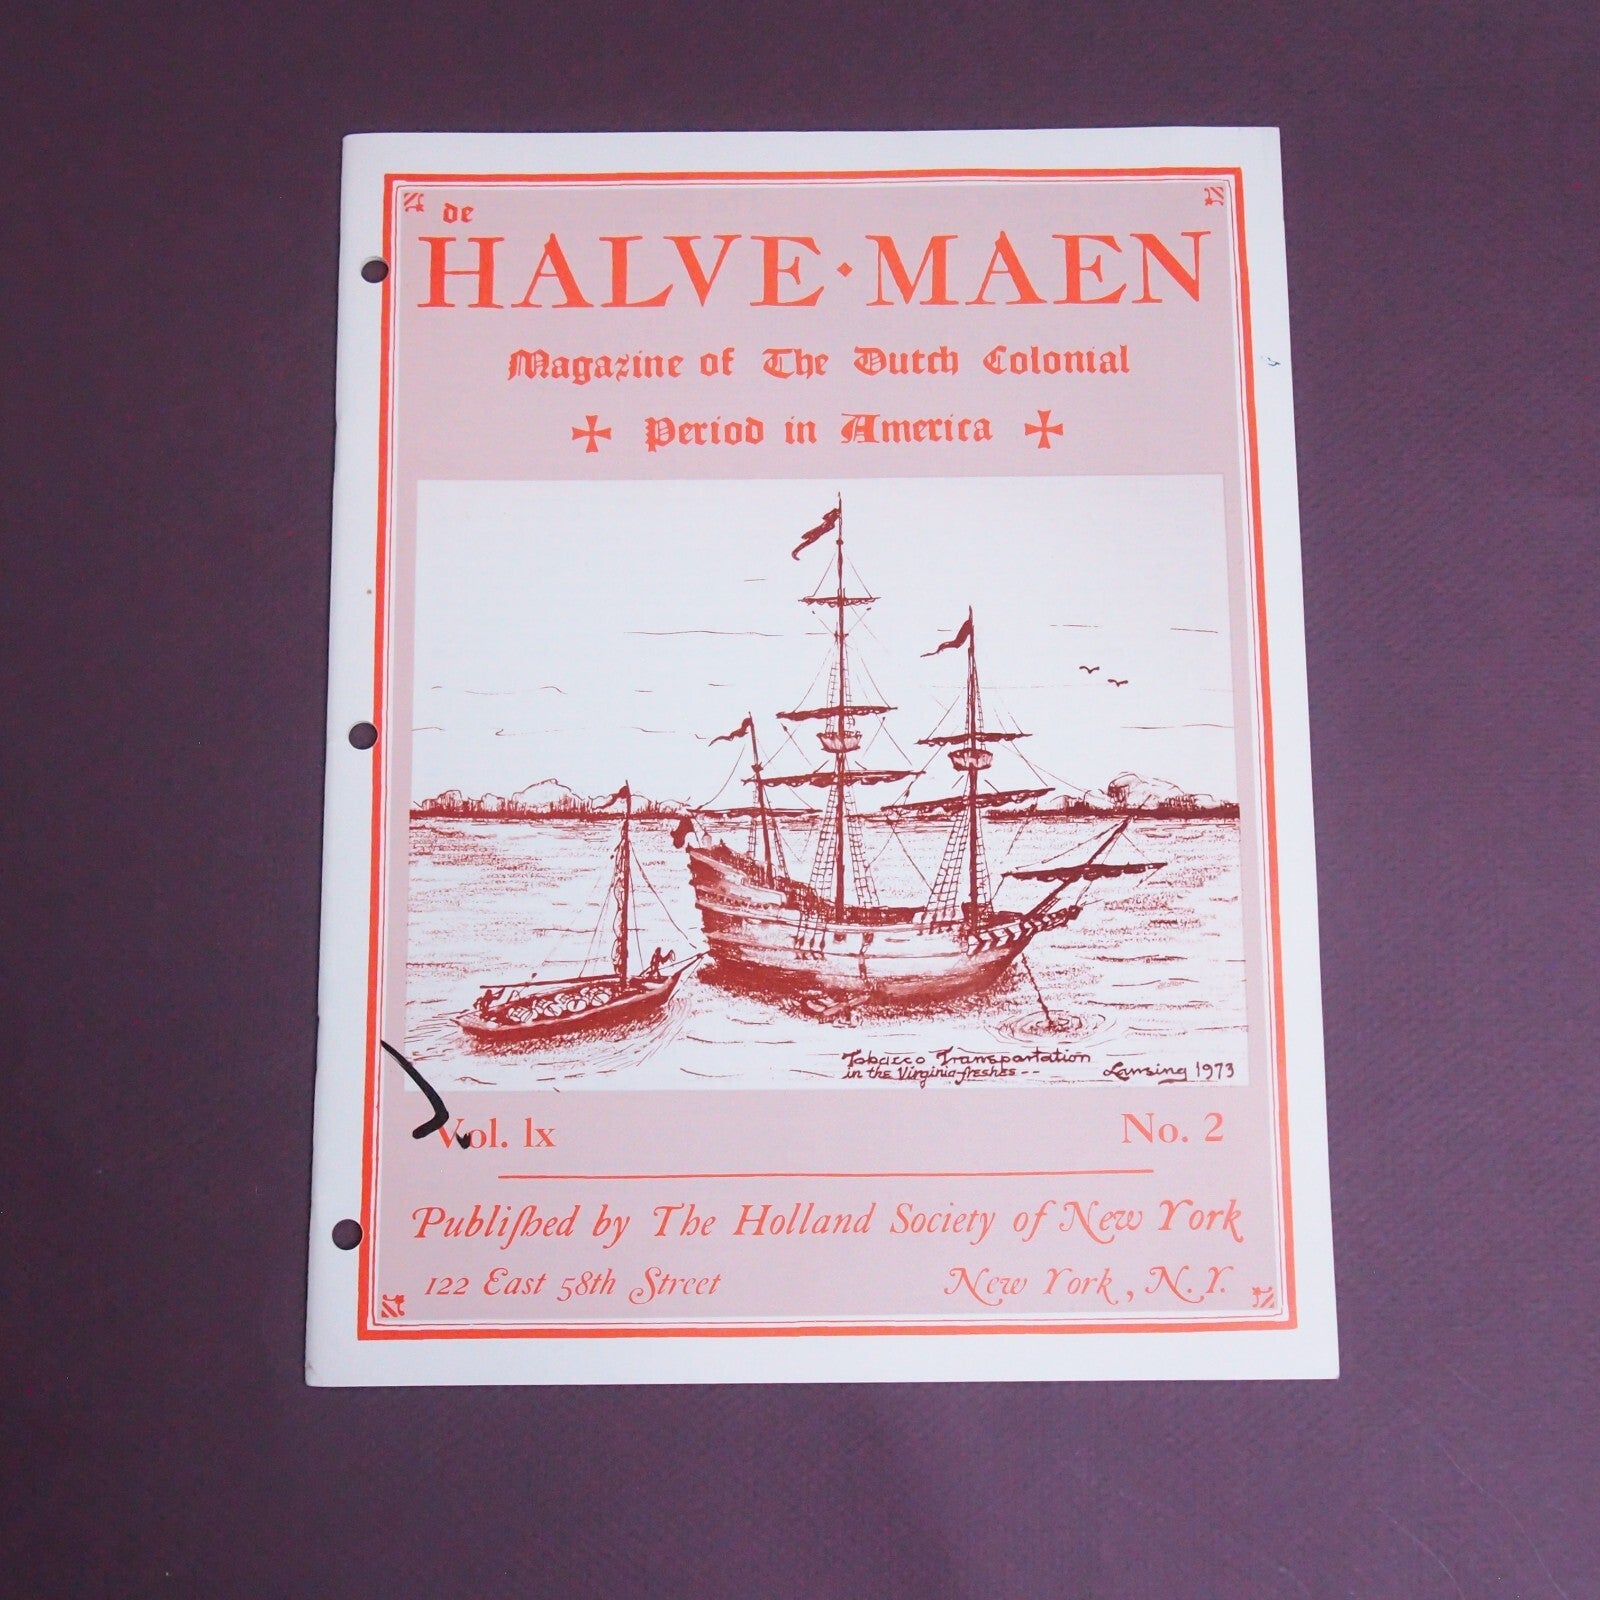 de
HALVE·MAEN
Magazine of The Dutch Colonial
Period in America
Tobacco Transportation
in the Virginia freshes --
Lansing 1973
Vol. lx
No. 2
Publiſhed by The Holland Society of New York
122 East 58th Street
New York, N.Y.